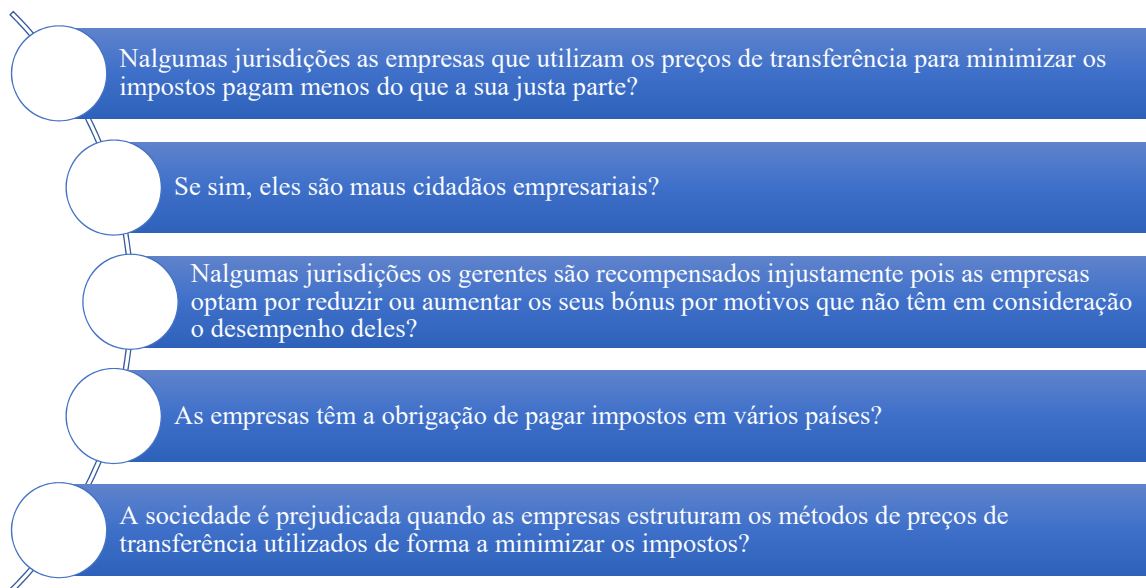 Nalgumas jurisdições as empresas que utilizam os preços de transferência para minimizar os
impostos pagam menos do que a sua justa parte?
Se sim, eles são maus cidadãos empresariais?
Nalgumas jurisdições os gerentes são recompensados injustamente pois as empresas
optam por reduzir ou aumentar os seus bónus por motivos que não têm em consideração
o desempenho deles?
As empresas têm a obrigação de pagar impostos em vários países?
A sociedade é prejudicada quando as empresas estruturam os métodos de preços de
transferência utilizados de forma a minimizar os impostos?